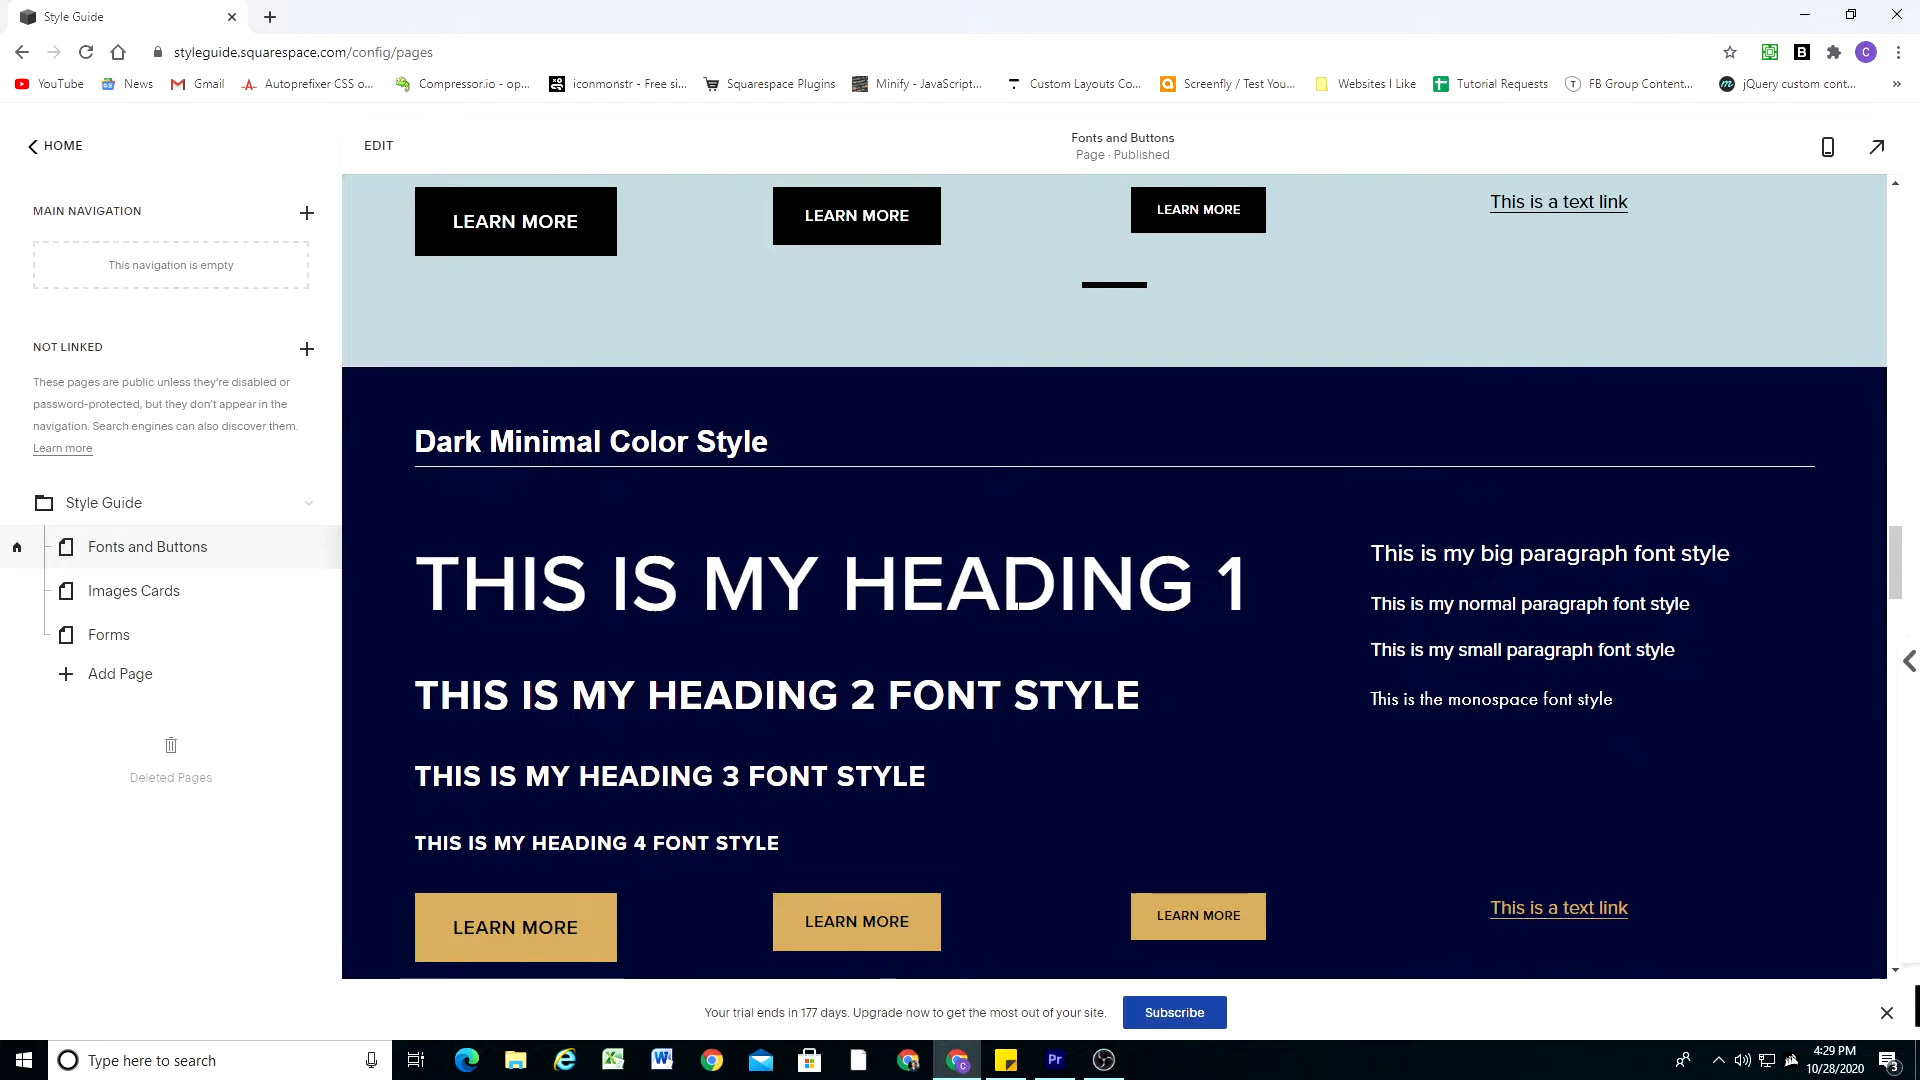 Style Guide
styleguide.squarespace.com/config/pages
B
C
YouTube
News
Gmail
Autoprefixer CSS o...
Compressor.io - op...
iconmonstr - Free si...
Squarespace Plugins
Minify - JavaScript...
Custom Layouts Co...
Screenfly / Test You...
Websites I Like
Tutorial Requests
FB Group Content...
jQuery custom cont...
HOME
EDIT
Fonts and Buttons
Page · Published
MAIN NAVIGATION
This navigation is empty
NOT LINKED
These pages are public unless they're disabled or
password-protected, but they don't appear in the
navigation. Search engines can also discover them.
Learn more
Style Guide
Fonts and Buttons
Images Cards
Forms
Add Page
Deleted Pages
LEARN MORE
LEARN MORE
LEARN MORE
This is a text link
Dark Minimal Color Style
THIS IS MY HEADING 1
THIS IS MY HEADING 2 FONT STYLE
THIS IS MY HEADING 3 FONT STYLE
THIS IS MY HEADING 4 FONT STYLE
This is my big paragraph font style
This is my normal paragraph font style
This is my small paragraph font style
This is the monospace font style
LEARN MORE
LEARN MORE
LEARN MORE
This is a text link
Your trial ends in 177 days. Upgrade now to get the most out of your site.
Subscribe
Type here to search
Pr
4:29 PM
10/28/2020
3